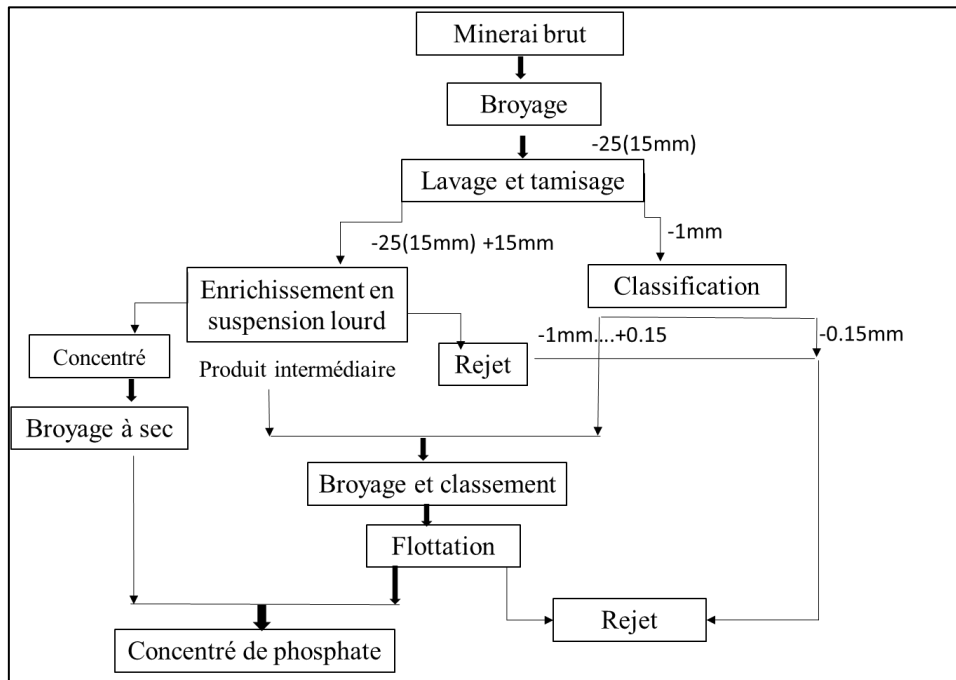 Minerai brut
Broyage
-25(15mm)
Lavage et tamisage
-25(15mm) +15mm
-1mm
Enrichissement en
suspension lourd
Classification
Concentré
Produit intermédiaire
Rejet
-1mm....+0.15
-0.15mm
Broyage à sec
Broyage et classement
Flottation
Rejet
Concentré de phosphate